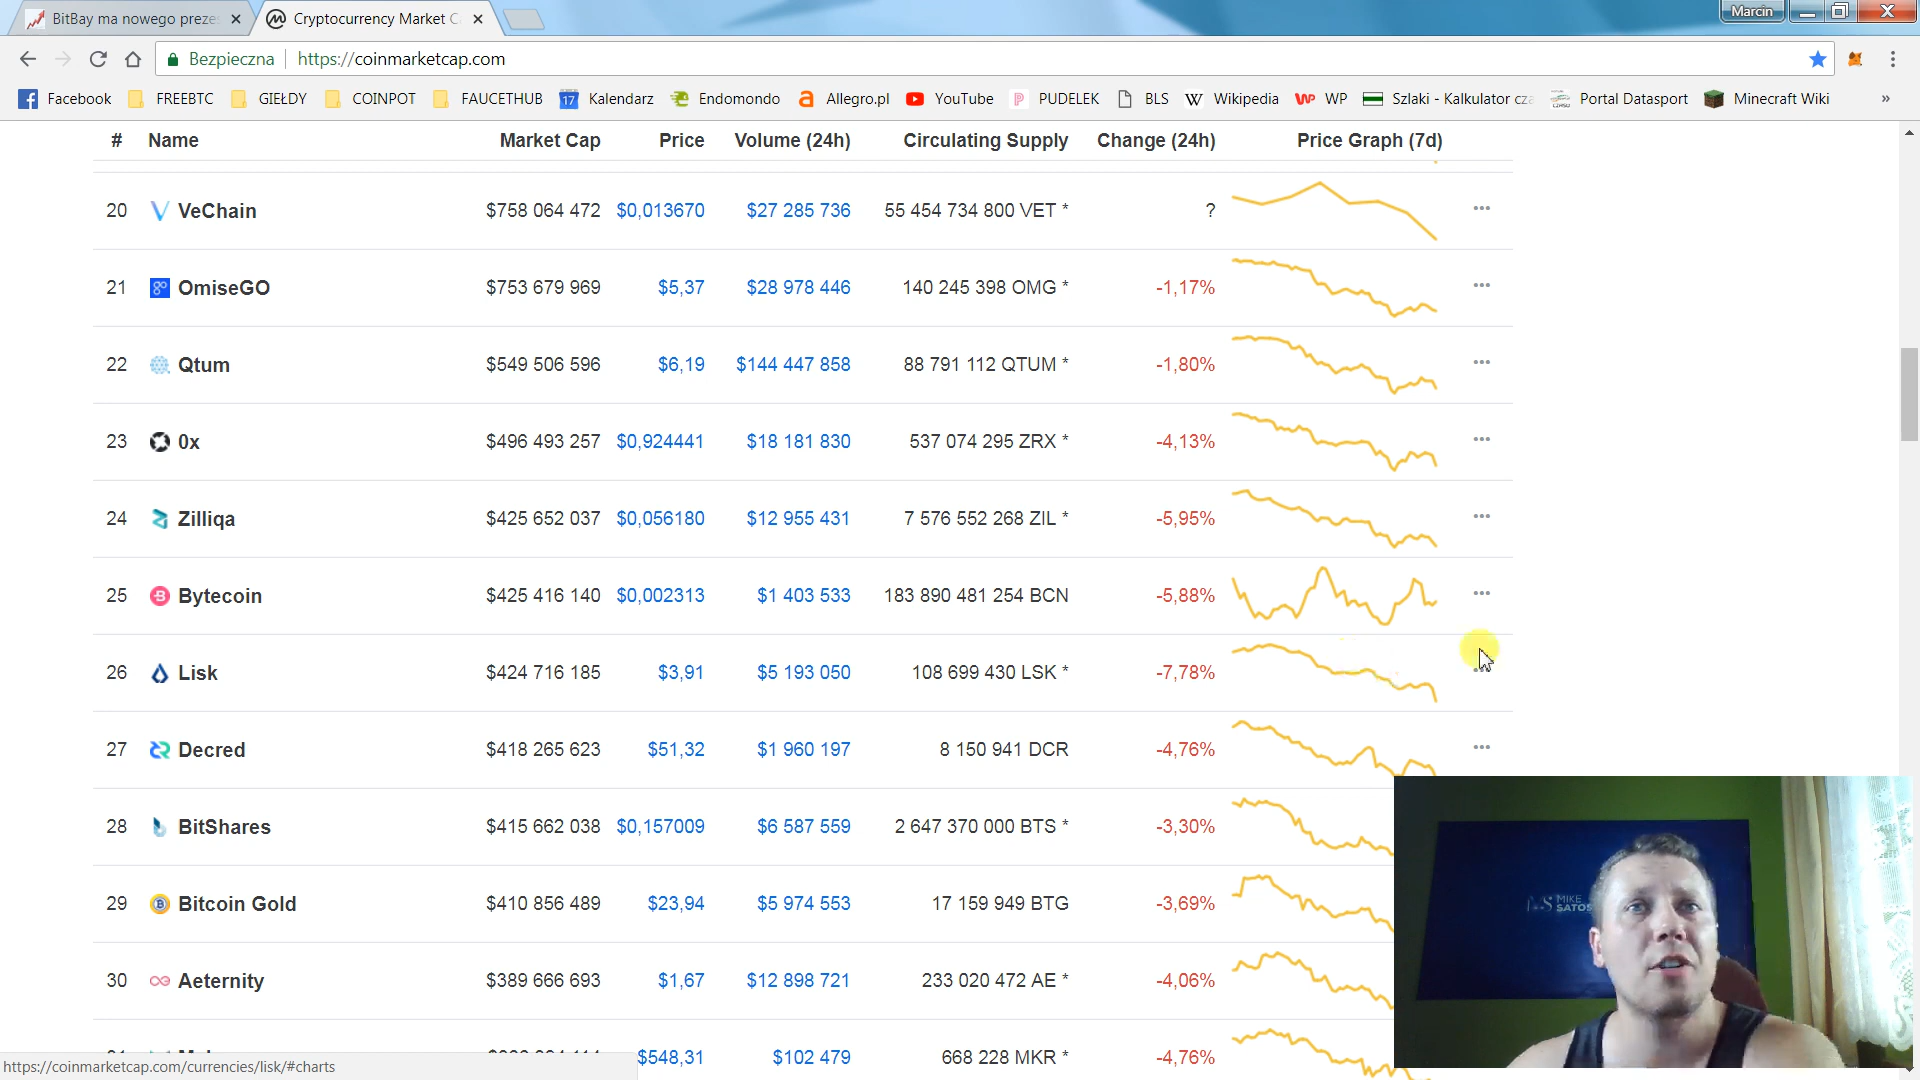 BitBay ma nowego preze
Cryptocurrency Market C
Marcin
Bezpieczna
https://coinmarketcap.com
Facebook FREEBTC GIEŁDY COINPOT FAUCETHUB 17 Kalendarz Endomondo Allegro.pl YouTube PUDELEK BLS Wikipedia WP Szlaki - Kalkulator cza Portal Datasport Minecraft Wiki »
# Name Market Cap Price Volume (24h) Circulating Supply Change (24h) Price Graph (7d)
20 VeChain $758 064 472 $0,013670 $27 285 736 55 454 734 800 VET * ?
21 OmiseGO $753 679 969 $5,37 $28 978 446 140 245 398 OMG * -1,17%
22 Qtum $549 506 596 $6,19 $144 447 858 88 791 112 QTUM * -1,80%
23 0x $496 493 257 $0,924441 $18 181 830 537 074 295 ZRX * -4,13%
24 Zilliqa $425 652 037 $0,056180 $12 955 431 7 576 552 268 ZIL * -5,95%
25 Bytecoin $425 416 140 $0,002313 $1 403 533 183 890 481 254 BCN -5,88%
26 Lisk $424 716 185 $3,91 $5 193 050 108 699 430 LSK * -7,78%
27 Decred $418 265 623 $51,32 $1 960 197 8 150 941 DCR -4,76%
28 BitShares $415 662 038 $0,157009 $6 587 559 2 647 370 000 BTS * -3,30%
29 Bitcoin Gold $410 856 489 $23,94 $5 974 553 17 159 949 BTG -3,69%
30 Aeternity $389 666 693 $1,67 $12 898 721 233 020 472 AE * -4,06%
$548,31 $102 479 668 228 MKR * -4,76%
https://coinmarketcap.com/currencies/lisk/#charts
MIKE
SATOS